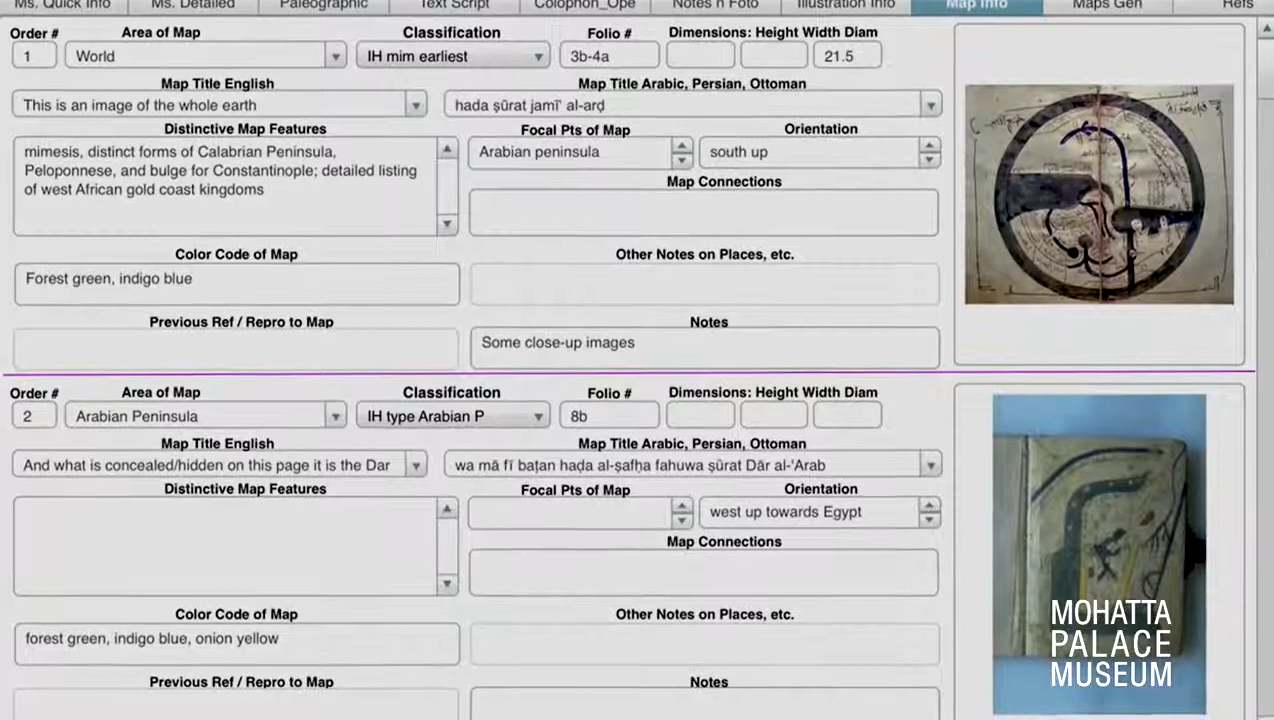 Ms. Quick Info Ms. Detailed Paleographic Text Script Colophon_Ope Notes n Foto Illustration Info Map Info Maps Gen Refs
Order # Area of Map Classification Folio # Dimensions: Height Width Diam
1 World IH mim earliest 3b-4a 21.5
Map Title English Map Title Arabic, Persian, Ottoman
This is an image of the whole earth hada ṣūrat jamīʿ al-arḍ
Distinctive Map Features Focal Pts of Map Orientation
mimesis, distinct forms of Calabrian Peninsula, Arabian peninsula south up
Peloponnese, and bulge for Constantinople; detailed listing
of west African gold coast kingdoms
Map Connections
Color Code of Map Other Notes on Places, etc.
Forest green, indigo blue
Previous Ref / Repro to Map Notes
Some close-up images
Order # Area of Map Classification Folio # Dimensions: Height Width Diam
2 Arabian Peninsula IH type Arabian P 8b
Map Title English Map Title Arabic, Persian, Ottoman
And what is concealed/hidden on this page it is the Dar wa mā fī baṭan haḍa al-ṣafḥa fahuwa ṣūrat Dār al-'Arab
Distinctive Map Features Focal Pts of Map Orientation
west up towards Egypt
Map Connections
Color Code of Map Other Notes on Places, etc.
forest green, indigo blue, onion yellow
Previous Ref / Repro to Map Notes
MOHATTA
PALACE
MUSEUM